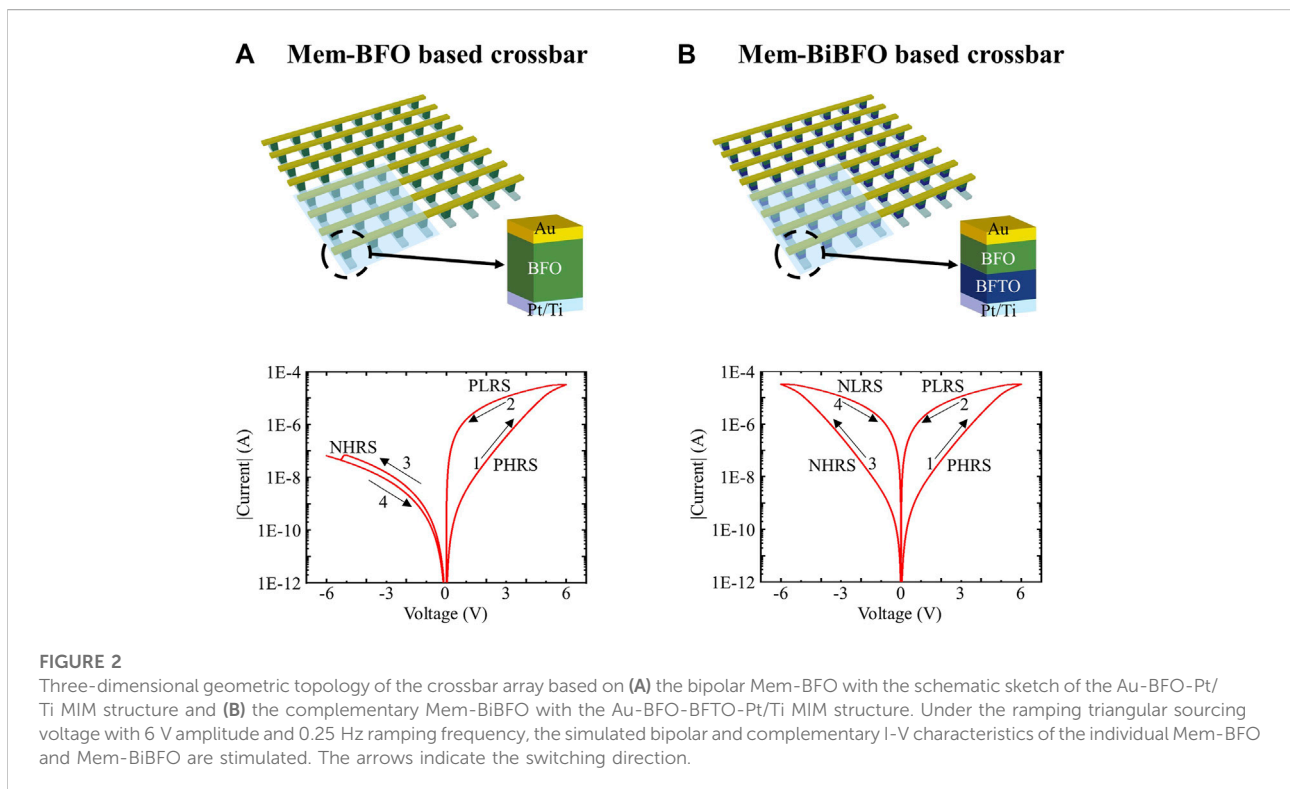 A Mem-BFO based crossbar
Au
BFO
Pt/Ti
1E-4
1E-6
1E-8
1E-10
1E-12
|Current| (A)
PLRS
2
1
PHRS
NHRS
3
4
-6 -3 0 3 6
Voltage (V)
B Mem-BiBFO based crossbar
Au
BFO
BFTO
Pt/Ti
1E-4
1E-6
1E-8
1E-10
1E-12
|Current| (A)
NLRS PLRS
4 2
NHRS 3 1 PHRS
-6 -3 0 3 6
Voltage (V)
FIGURE 2
Three-dimensional geometric topology of the crossbar array based on (A) the bipolar Mem-BFO with the schematic sketch of the Au-BFO-Pt/
Ti MIM structure and (B) the complementary Mem-BiBFO with the Au-BFO-BFTO-Pt/Ti MIM structure. Under the ramping triangular sourcing
voltage with 6 V amplitude and 0.25 Hz ramping frequency, the simulated bipolar and complementary I-V characteristics of the individual Mem-BFO
and Mem-BiBFO are stimulated. The arrows indicate the switching direction.